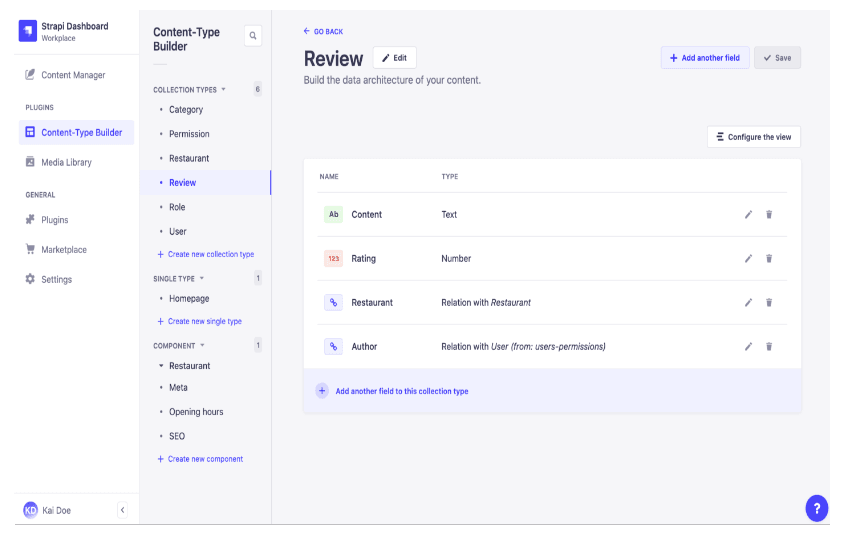 Strapi Dashboard
Workplace
Content Manager
PLUGINS
Content-Type Builder
Media Library
GENERAL
Plugins
Marketplace
Settings
KD Kai Doe
Content-Type
Builder
COLLECTION TYPES 6
Category
Permission
Restaurant
Review
Role
User
+ Create new collection type
SINGLE TYPE 1
Homepage
+ Create new single type
COMPONENT 1
Restaurant
Meta
Opening hours
SEO
+ Create new component
← GO BACK
Review Edit
+ Add another field Save
Build the data architecture of your content.
Configure the view
NAME TYPE
Ab Content Text
123 Rating Number
Restaurant Relation with Restaurant
Author Relation with User (from: users-permissions)
+ Add another field to this collection type
?